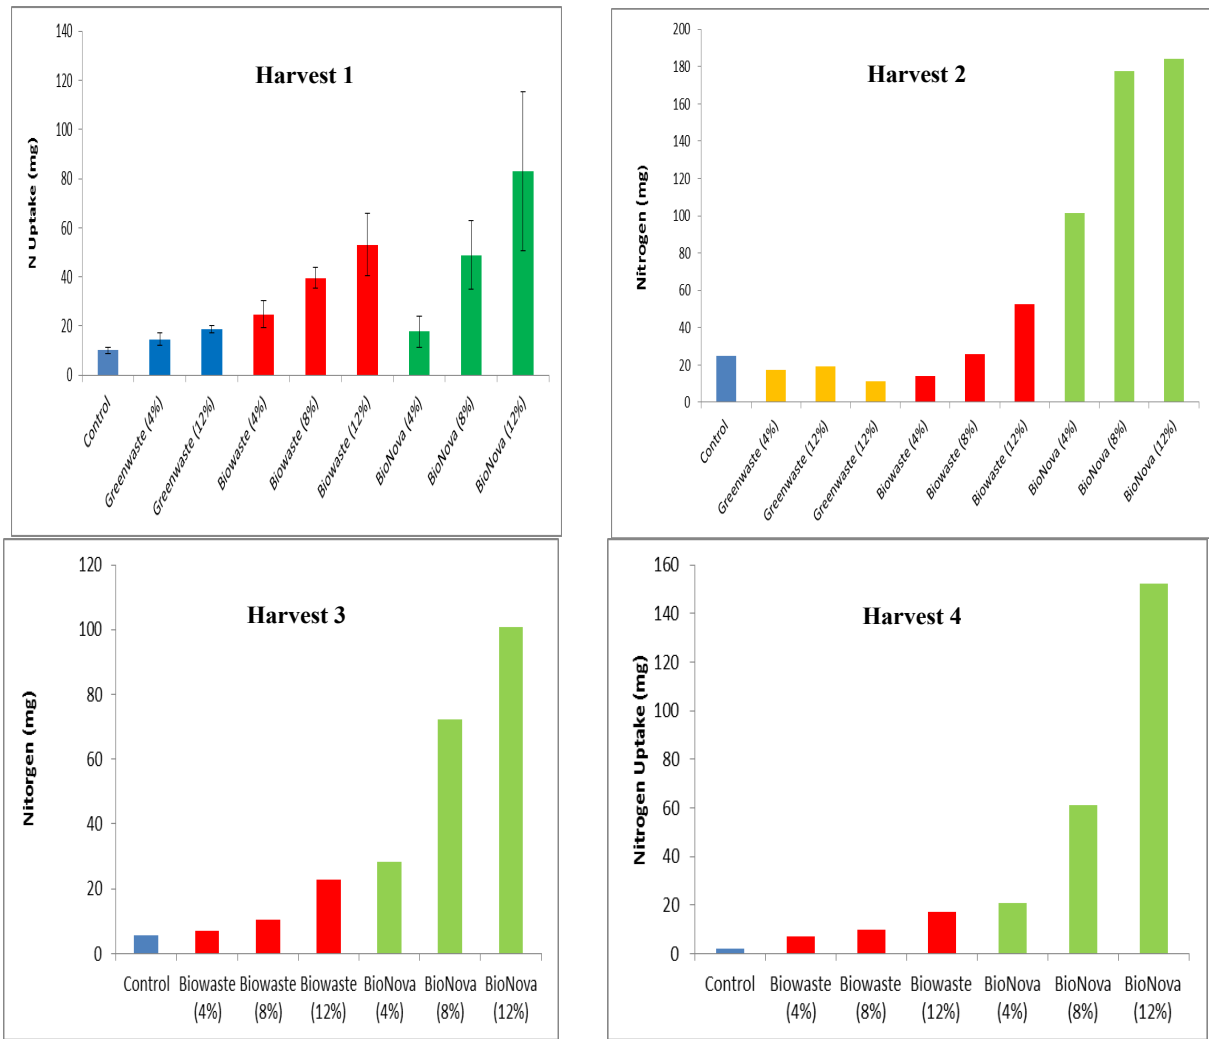 Harvest 1
N Uptake (mg)
140
120
100
80
60
40
20
0
Control
Greenwaste (4%)
Greenwaste (12%)
Biowaste (4%)
Biowaste (8%)
Biowaste (12%)
BioNova (4%)
BioNova (8%)
BioNova (12%)
Harvest 2
Nitrogen (mg)
200
180
160
140
120
100
80
60
40
20
0
Control
Greenwaste (4%)
Greenwaste (12%)
Greenwaste (12%)
Biowaste (4%)
Biowaste (8%)
Biowaste (12%)
BioNova (4%)
BioNova (8%)
BioNova (12%)
Harvest 3
Nitorgen (mg)
120
100
80
60
40
20
0
Control Biowaste Biowaste Biowaste BioNova BioNova BioNova
(4%) (8%) (12%) (4%) (8%) (12%)
Harvest 4
Nitrogen Uptake (mg)
160
140
120
100
80
60
40
20
0
Control Biowaste Biowaste Biowaste BioNova BioNova BioNova
(4%) (8%) (12%) (4%) (8%) (12%)